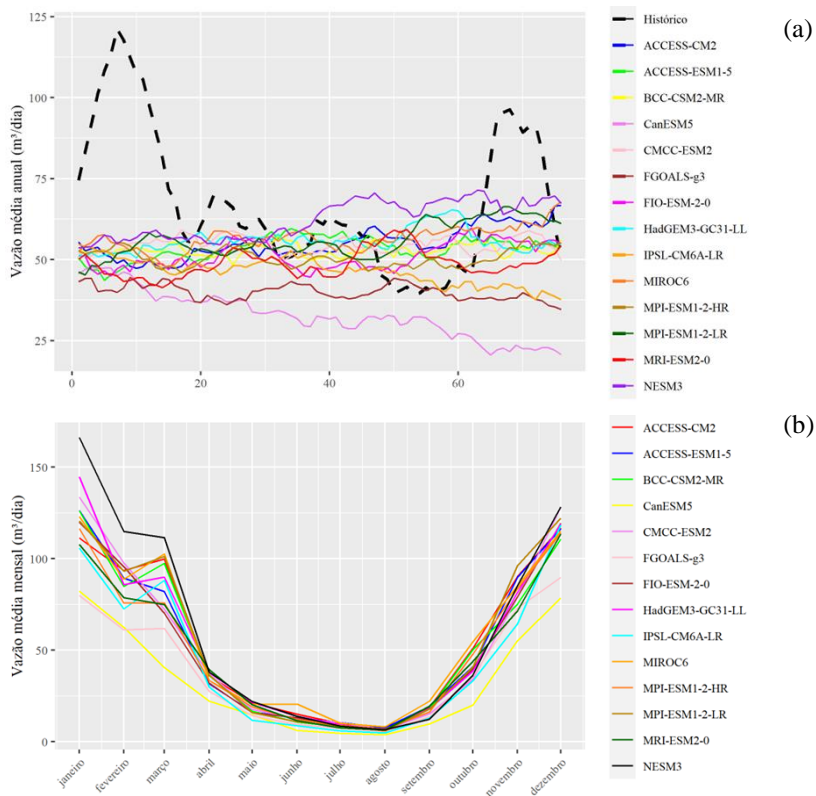 (a)
Vazão média anual (m³/dia)
125
100
75
50
25
0
20
40
60
Histórico
ACCESS-CM2
ACCESS-ESM1-5
BCC-CSM2-MR
CanESM5
CMCC-ESM2
FGOALS-g3
FIO-ESM-2-0
HadGEM3-GC31-LL
IPSL-CM6A-LR
MIROC6
MPI-ESM1-2-HR
MPI-ESM1-2-LR
MRI-ESM2-0
NESM3
(b)
Vazão média mensal (m³/dia)
150
100
50
0
janeiro
fevereiro
março
abril
maio
junho
julho
agosto
setembro
outubro
novembro
dezembro
ACCESS-CM2
ACCESS-ESM1-5
BCC-CSM2-MR
CanESM5
CMCC-ESM2
FGOALS-g3
FIO-ESM-2-0
HadGEM3-GC31-LL
IPSL-CM6A-LR
MIROC6
MPI-ESM1-2-HR
MPI-ESM1-2-LR
MRI-ESM2-0
NESM3